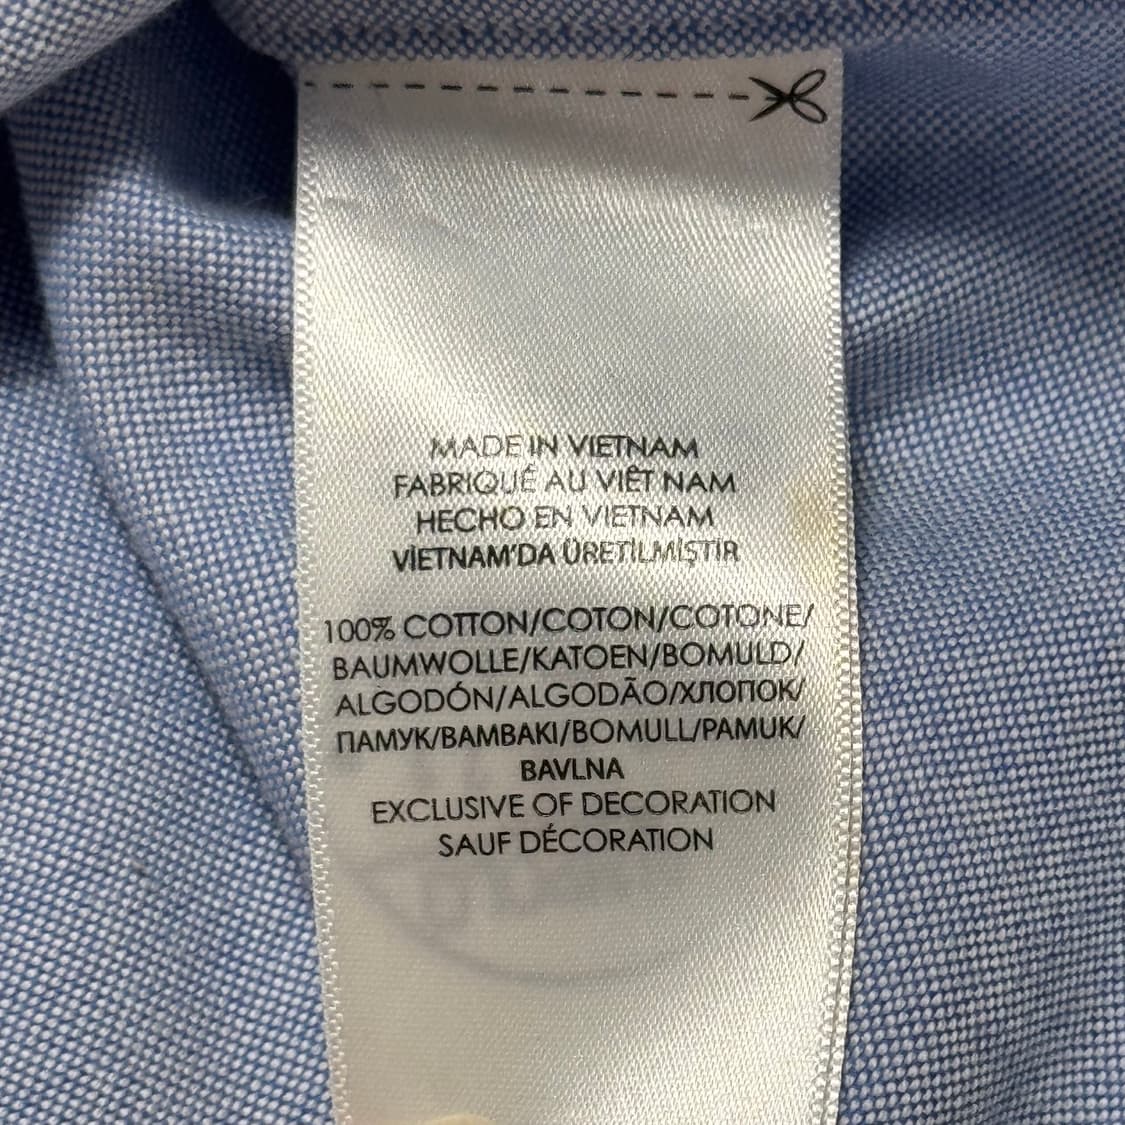 MADE IN VIETNAM
FABRIQUÉ AU VIÊT NAM
HECHO EN VIETNAM
VİETNAM'DA ÜRETİLMİŞTİR
100% COTTON/COTON/COTONE/
BAUMWOLLE/KATOEN/BOMULD/
ALGODÓN/ALGODÃO/ХЛОПОК/
ПАМУК/BAMBAKI/BOMULL/PAMUK/
BAVLNA
EXCLUSIVE OF DECORATION
SAUF DÉCORATION